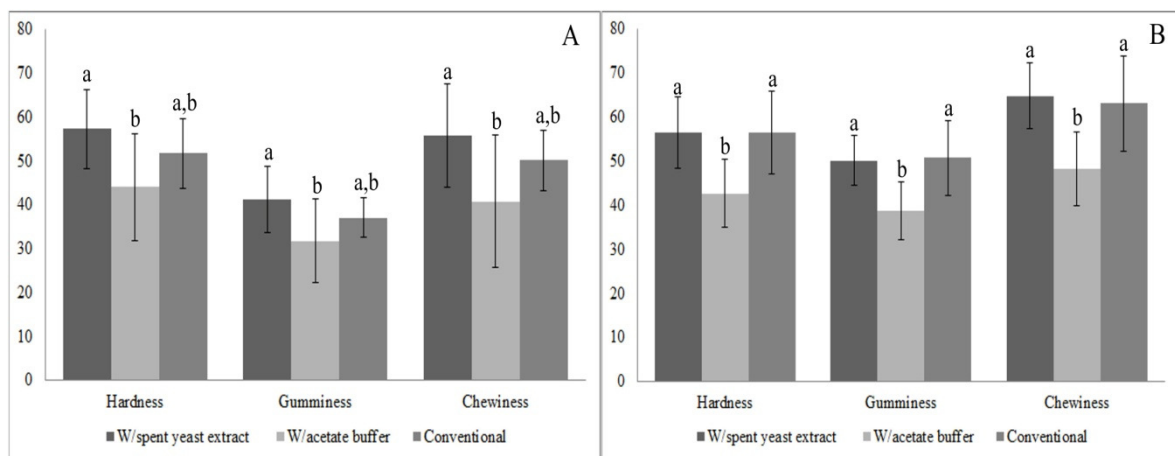 A
80
70
60
50
40
30
20
10
0
a
b
a,b
a
b
a,b
a
b
a,b
Hardness Gumminess Chewiness
W/spent yeast extract W/acetate buffer Conventional
B
80
70
60
50
40
30
20
10
0
a
b
a
a
b
a
a
b
a
Hardness Gumminess Chewiness
W/spent yeast extract W/acetate buffer Conventional